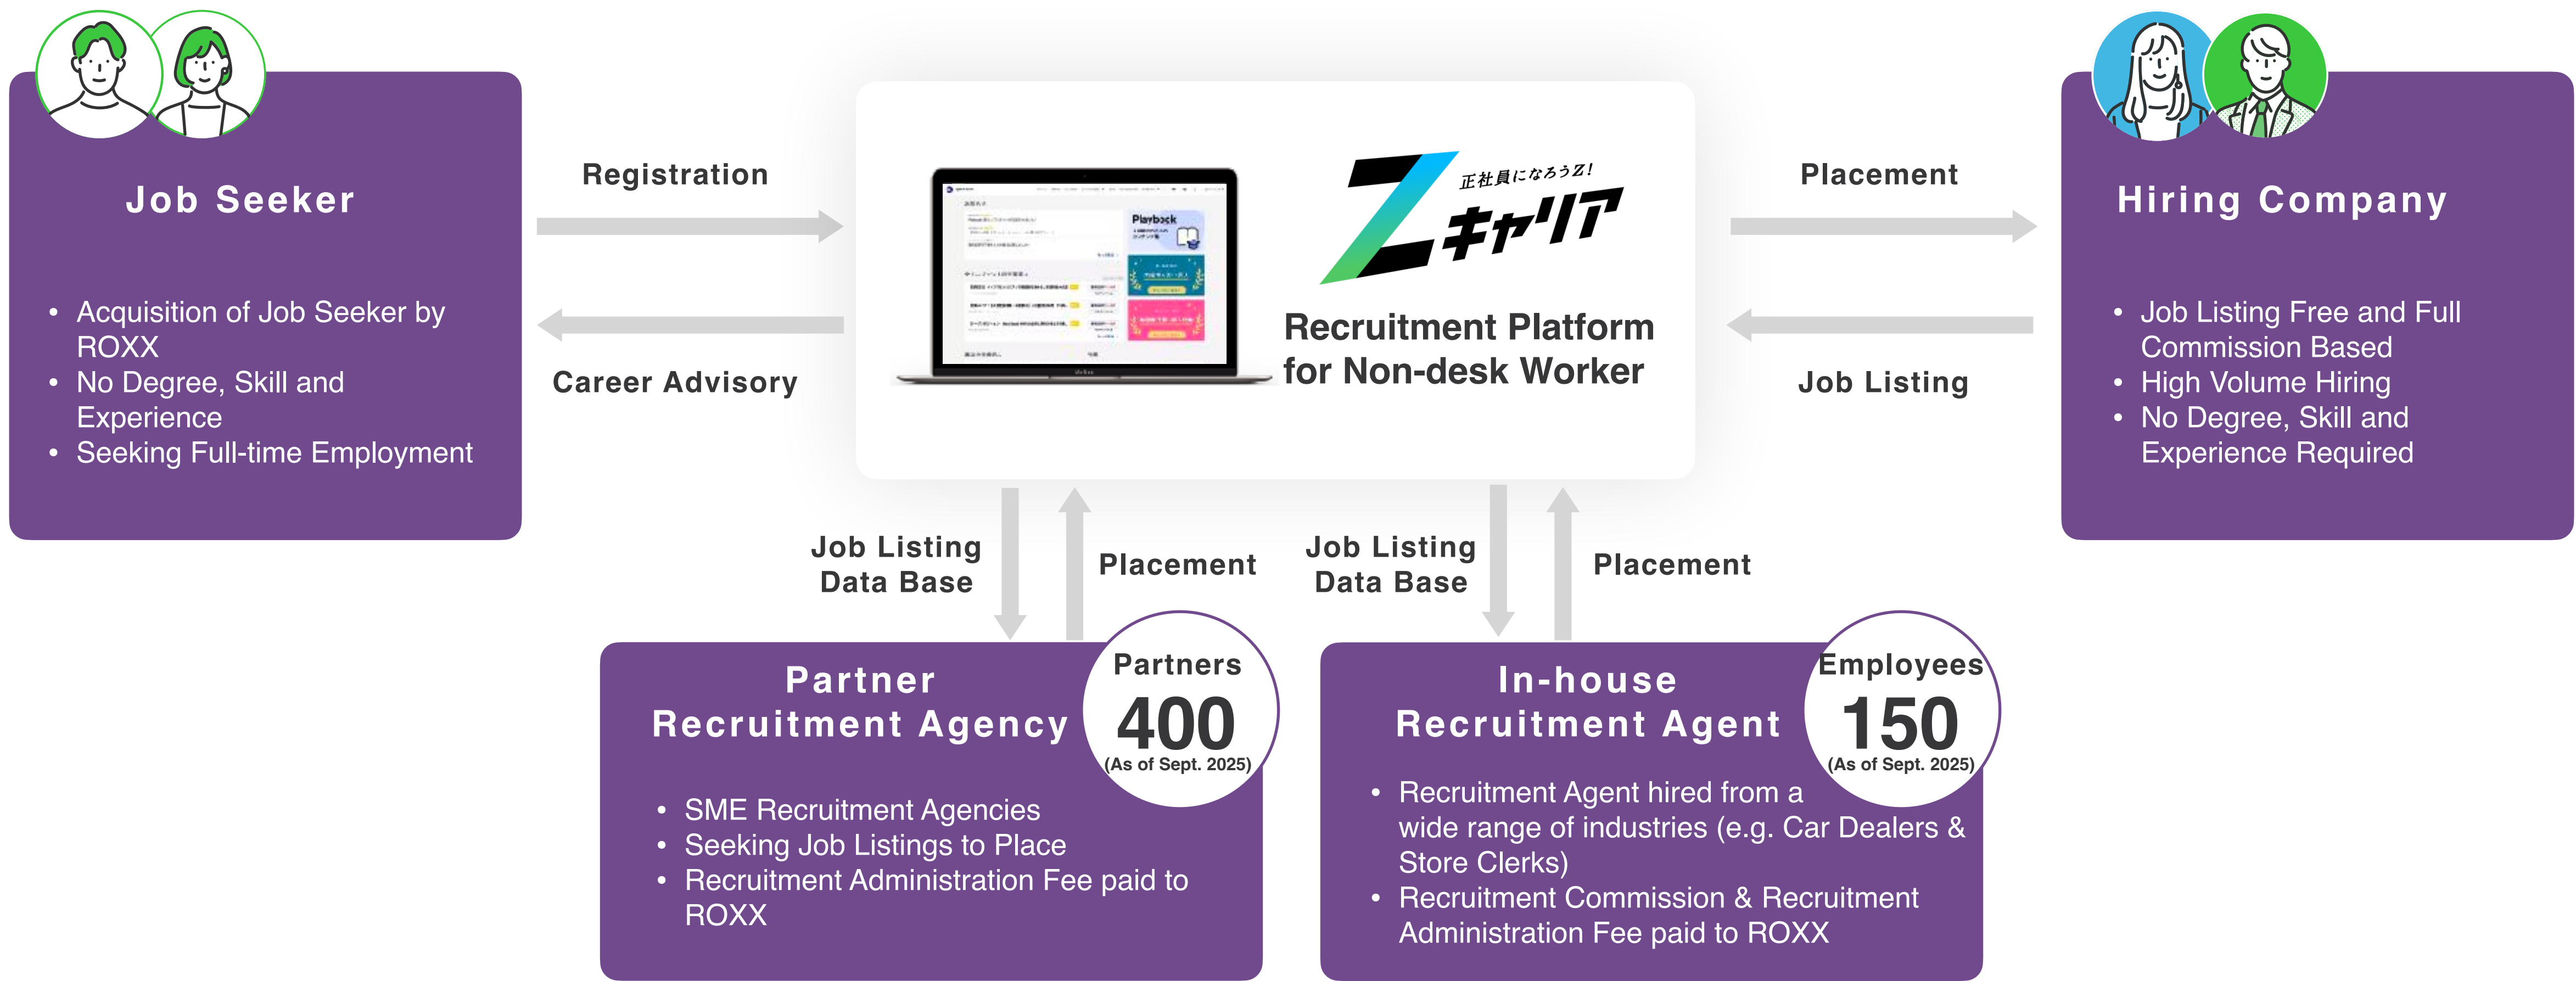 Job Seeker
• Acquisition of Job Seeker by
ROXX
• No Degree, Skill and
Experience
• Seeking Full-time Employment
Registration
Career Advisory
Playbook
正社員になろうZ!
Zキャリア
Recruitment Platform
for Non-desk Worker
Placement
Job Listing
Hiring Company
• Job Listing Free and Full
Commission Based
• High Volume Hiring
• No Degree, Skill and
Experience Required
Job Listing
Data Base
Placement
Job Listing
Data Base
Placement
Partner
Recruitment Agency
Partners
400
(As of Sept. 2025)
• SME Recruitment Agencies
• Seeking Job Listings to Place
• Recruitment Administration Fee paid to
ROXX
In-house
Recruitment Agent
Employees
150
(As of Sept. 2025)
• Recruitment Agent hired from a
wide range of industries (e.g. Car Dealers &
Store Clerks)
• Recruitment Commission & Recruitment
Administration Fee paid to ROXX